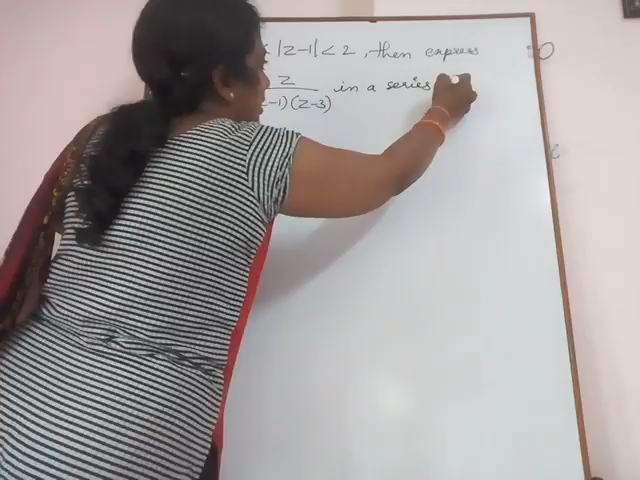 < |z-1| < 2, then express
z
-1)(z-3) in a series